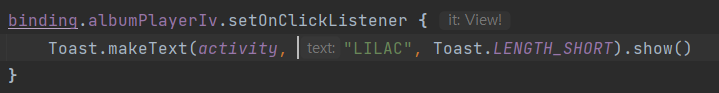 binding.albumPlayerIv.setOnClickListener { it: View!
Toast.makeText(activity, text: "LILAC", Toast.LENGTH_SHORT).show()
}